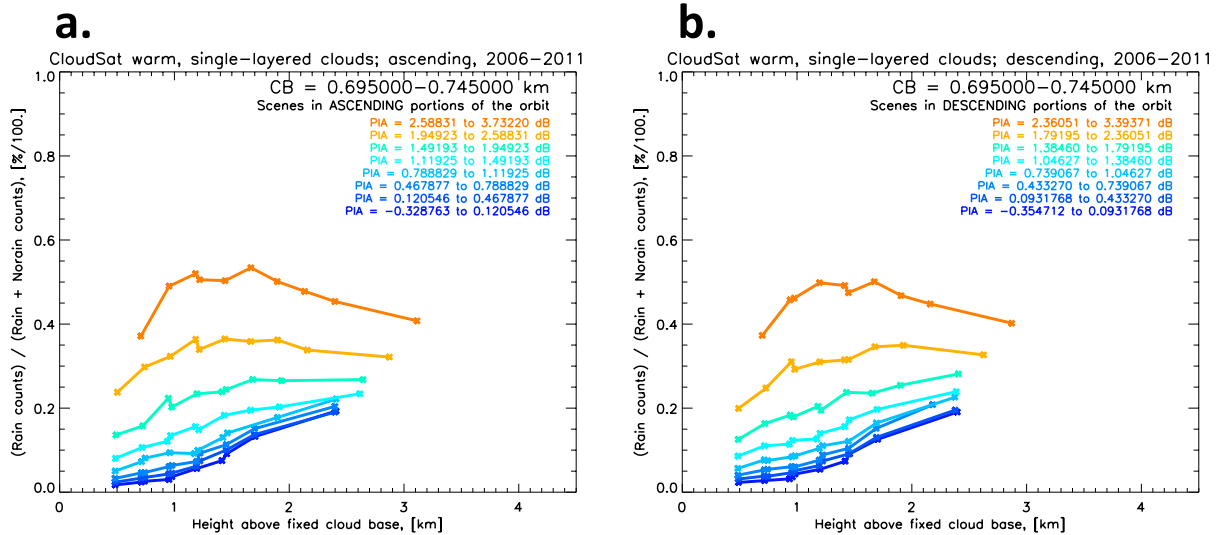 a.
CloudSat warm, single-layered clouds; ascending, 2006-2011
CB = 0.695000-0.745000 km
Scenes in ASCENDING portions of the orbit
PIA = 2.58831 to 3.73220 dB
PIA = 1.94923 to 2.58831 dB
PIA = 1.49193 to 1.94923 dB
PIA = 1.11925 to 1.49193 dB
PIA = 0.788829 to 1.11925 dB
PIA = 0.467877 to 0.788829 dB
PIA = 0.120546 to 0.467877 dB
PIA = -0.328763 to 0.120546 dB
(Rain counts) / (Rain + Norain counts), [%/100.]
1.0
0.8
0.6
0.4
0.2
0.0
0 1 2 3 4
Height above fixed cloud base, [km]
b.
CloudSat warm, single-layered clouds; descending, 2006-2011
CB = 0.695000-0.745000 km
Scenes in DESCENDING portions of the orbit
PIA = 2.36051 to 3.39371 dB
PIA = 1.79195 to 2.36051 dB
PIA = 1.38460 to 1.79195 dB
PIA = 1.04627 to 1.38460 dB
PIA = 0.739067 to 1.04627 dB
PIA = 0.433270 to 0.739067 dB
PIA = 0.0931768 to 0.433270 dB
PIA = -0.354712 to 0.0931768 dB
(Rain counts) / (Rain + Norain counts), [%/100.]
1.0
0.8
0.6
0.4
0.2
0.0
0 1 2 3 4
Height above fixed cloud base, [km]